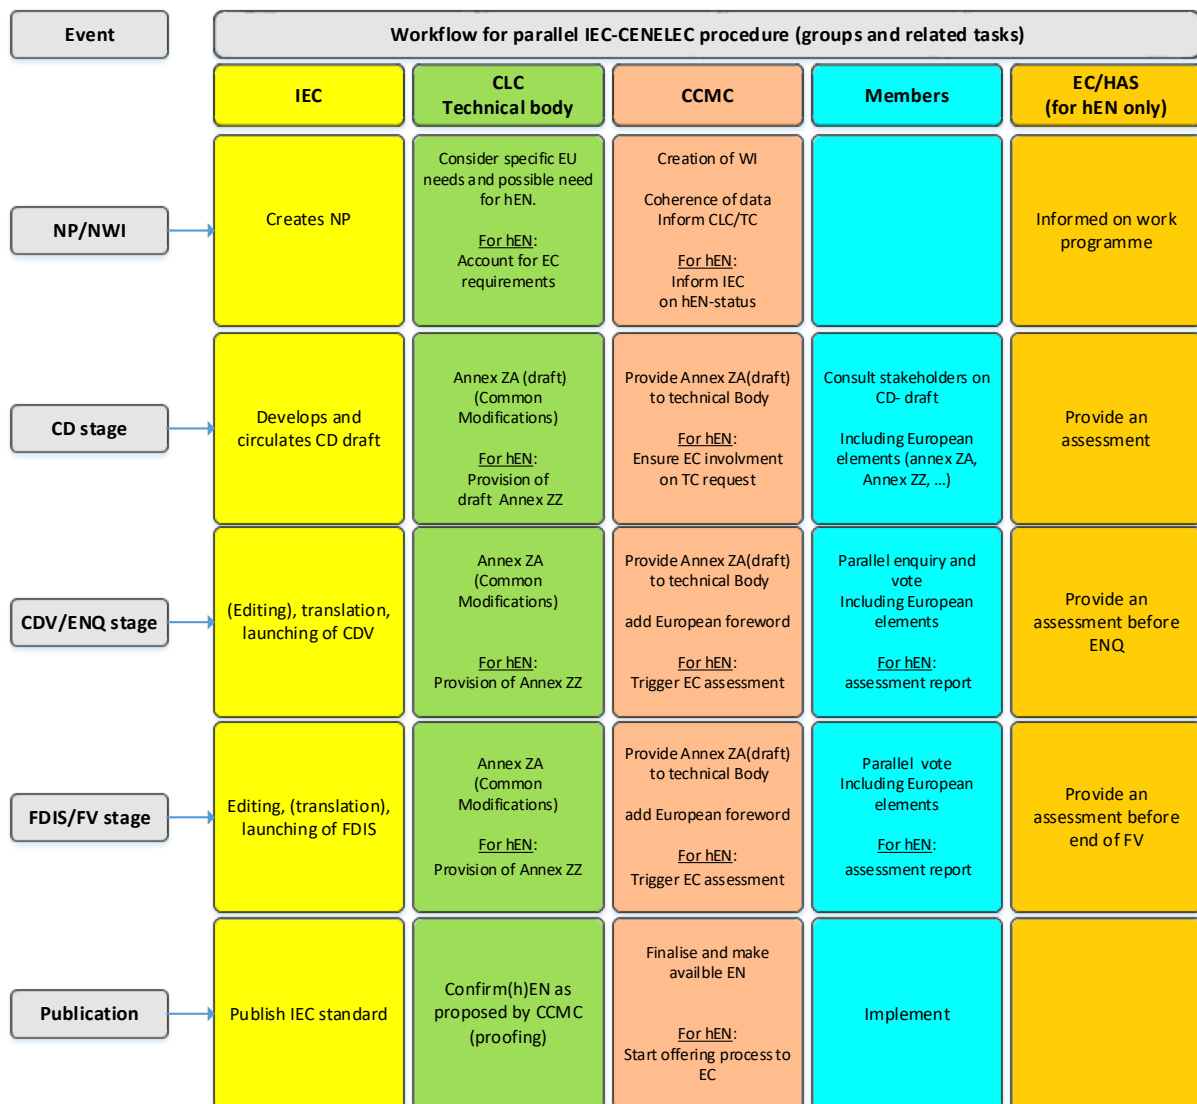 Event
Workflow for parallel IEC-CENELEC procedure (groups and related tasks)
IEC
CLC
Technical body
CCMC
Members
EC/HAS
(for hEN only)
NP/NWI
Creates NP
Consider specific EU
needs and possible need
for hEN.
For hEN:
Account for EC
requirements
Creation of WI
Coherence of data
Inform CLC/TC
For hEN:
Inform IEC
on hEN-status
Informed on work
programme
CD stage
Develops and
circulates CD draft
Annex ZA (draft)
(Common
Modifications)
For hEN:
Provision of
draft Annex ZZ
Provide Annex ZA(draft)
to technical Body
For hEN:
Ensure EC involvment
on TC request
Consult stakeholders on
CD- draft
Including European
elements (annex ZA,
Annex ZZ, ...)
Provide an
assessment
CDV/ENQ stage
(Editing), translation,
launching of CDV
Annex ZA
(Common
Modifications)
For hEN:
Provision of Annex ZZ
Provide Annex ZA(draft)
to technical Body
add European foreword
For hEN:
Trigger EC assessment
Parallel enquiry and
vote
Including European
elements
For hEN:
assessment report
Provide an
assessment before
ENQ
FDIS/FV stage
Editing, (translation),
launching of FDIS
Annex ZA
(Common
Modifications)
For hEN:
Provision of Annex ZZ
Provide Annex ZA(draft)
to technical Body
add European foreword
For hEN:
Trigger EC assessment
Parallel vote
Including European
elements
For hEN:
assessment report
Provide an
assessment before
end of FV
Publication
Publish IEC standard
Confirm(h)EN as
proposed by CCMC
(proofing)
Finalise and make
availble EN
For hEN:
Start offering process to
EC
Implement